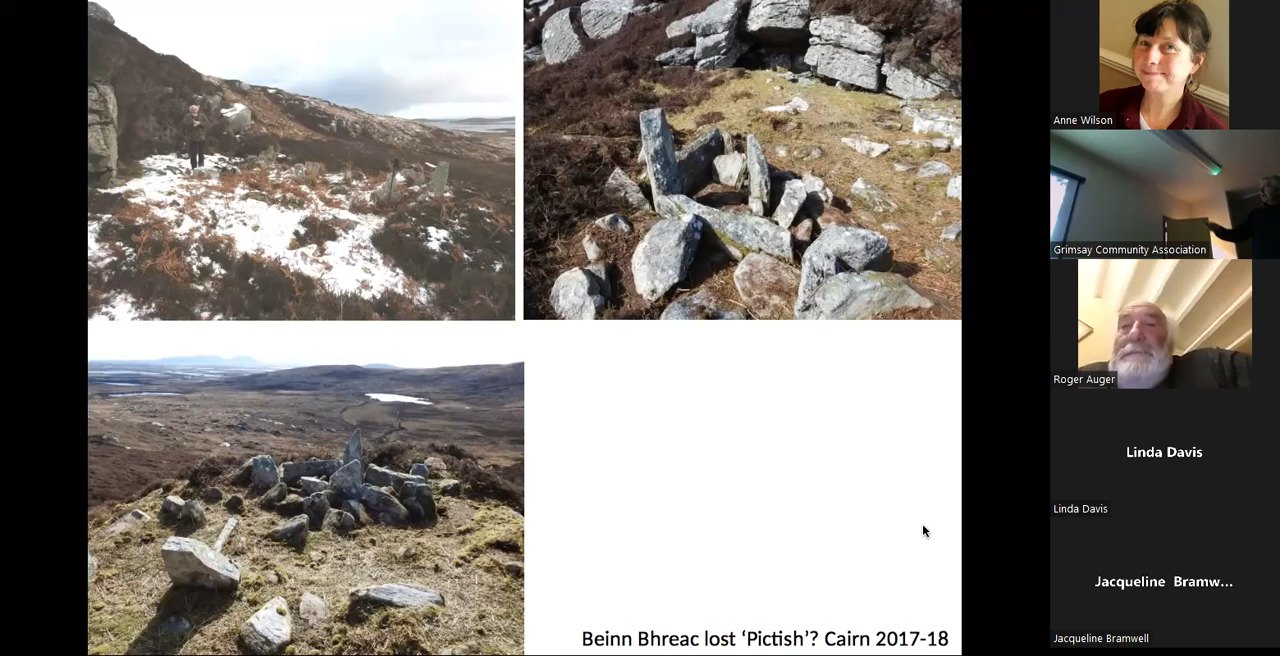 Beinn Bhreac lost ‘Pictish’? Cairn 2017-18
Anne Wilson
Grimsay Community Association
Roger Auger
Linda Davis
Linda Davis
Jacqueline Bramw...
Jacqueline Bramwell